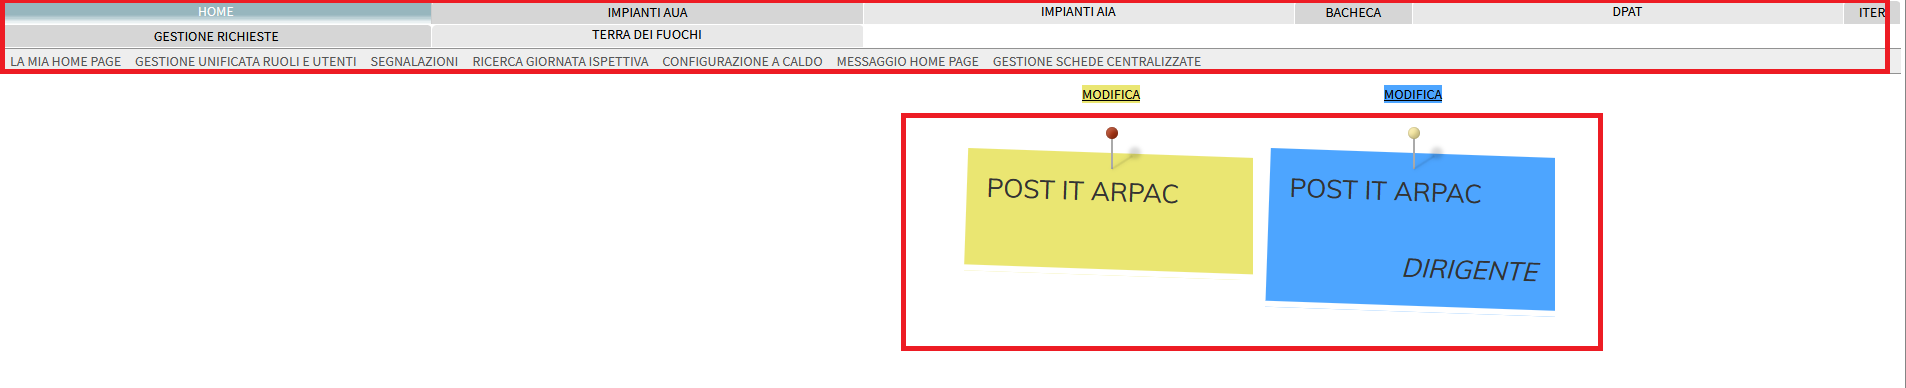 HOME IMPIANTI AUA IMPIANTI AIA BACHECA DPAT ITER
GESTIONE RICHIESTE TERRA DEI FUOCHI
LA MIA HOME PAGE GESTIONE UNIFICATA RUOLI E UTENTI SEGNALAZIONI RICERCA GIORNATA ISPETTIVA CONFIGURAZIONE A CALDO MESSAGGIO HOME PAGE GESTIONE SCHEDE CENTRALIZZATE
MODIFICA MODIFICA
POST IT ARPAC POST IT ARPAC
DIRIGENTE